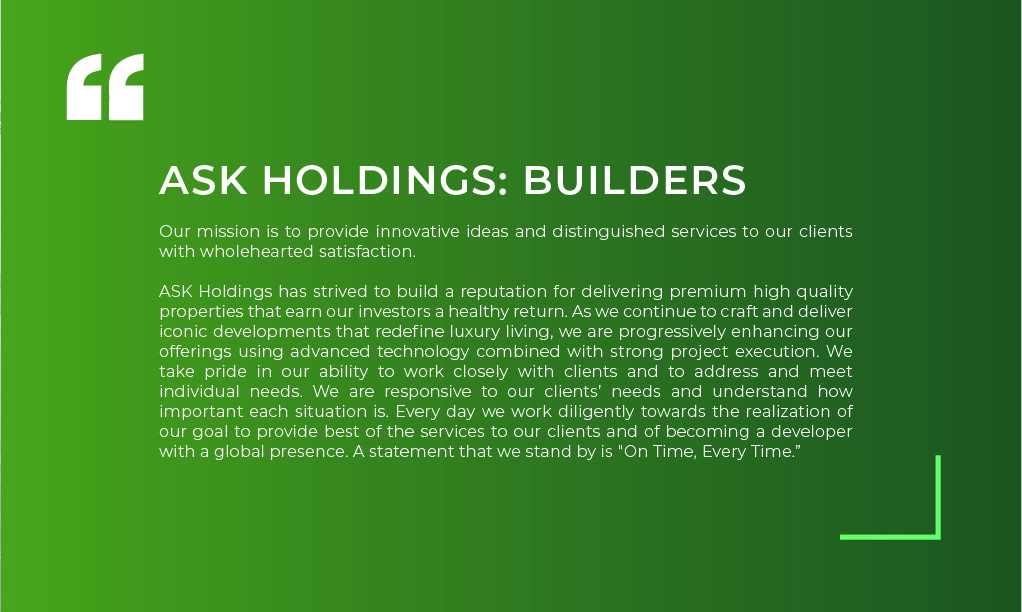 ASK HOLDINGS: BUILDERS
Our mission is to provide innovative ideas and distinguished services to our clients
with wholehearted satisfaction.
ASK Holdings has strived to build a reputation for delivering premium high quality
properties that earn our investors a healthy return. As we continue to craft and deliver
iconic developments that redefine luxury living, we are progressively enhancing our
offerings using advanced technology combined with strong project execution. We
take pride in our ability to work closely with clients and to address and meet
individual needs. We are responsive to our clients’ needs and understand how
important each situation is. Every day we work diligently towards the realization of
our goal to provide best of the services to our clients and of becoming a developer
with a global presence. A statement that we stand by is "On Time, Every Time.”